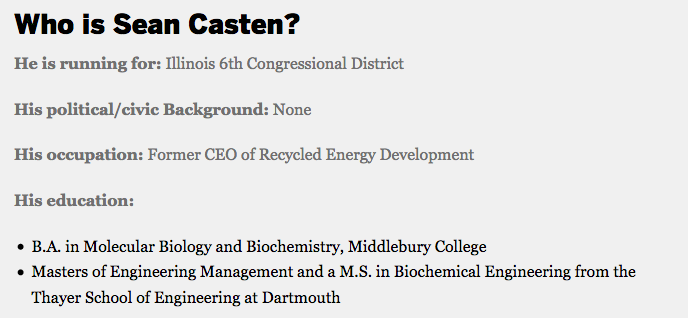 Who is Sean Casten?
He is running for: Illinois 6th Congressional District
His political/civic Background: None
His occupation: Former CEO of Recycled Energy Development
His education:
• B.A. in Molecular Biology and Biochemistry, Middlebury College
• Masters of Engineering Management and a M.S. in Biochemical Engineering from the
Thayer School of Engineering at Dartmouth